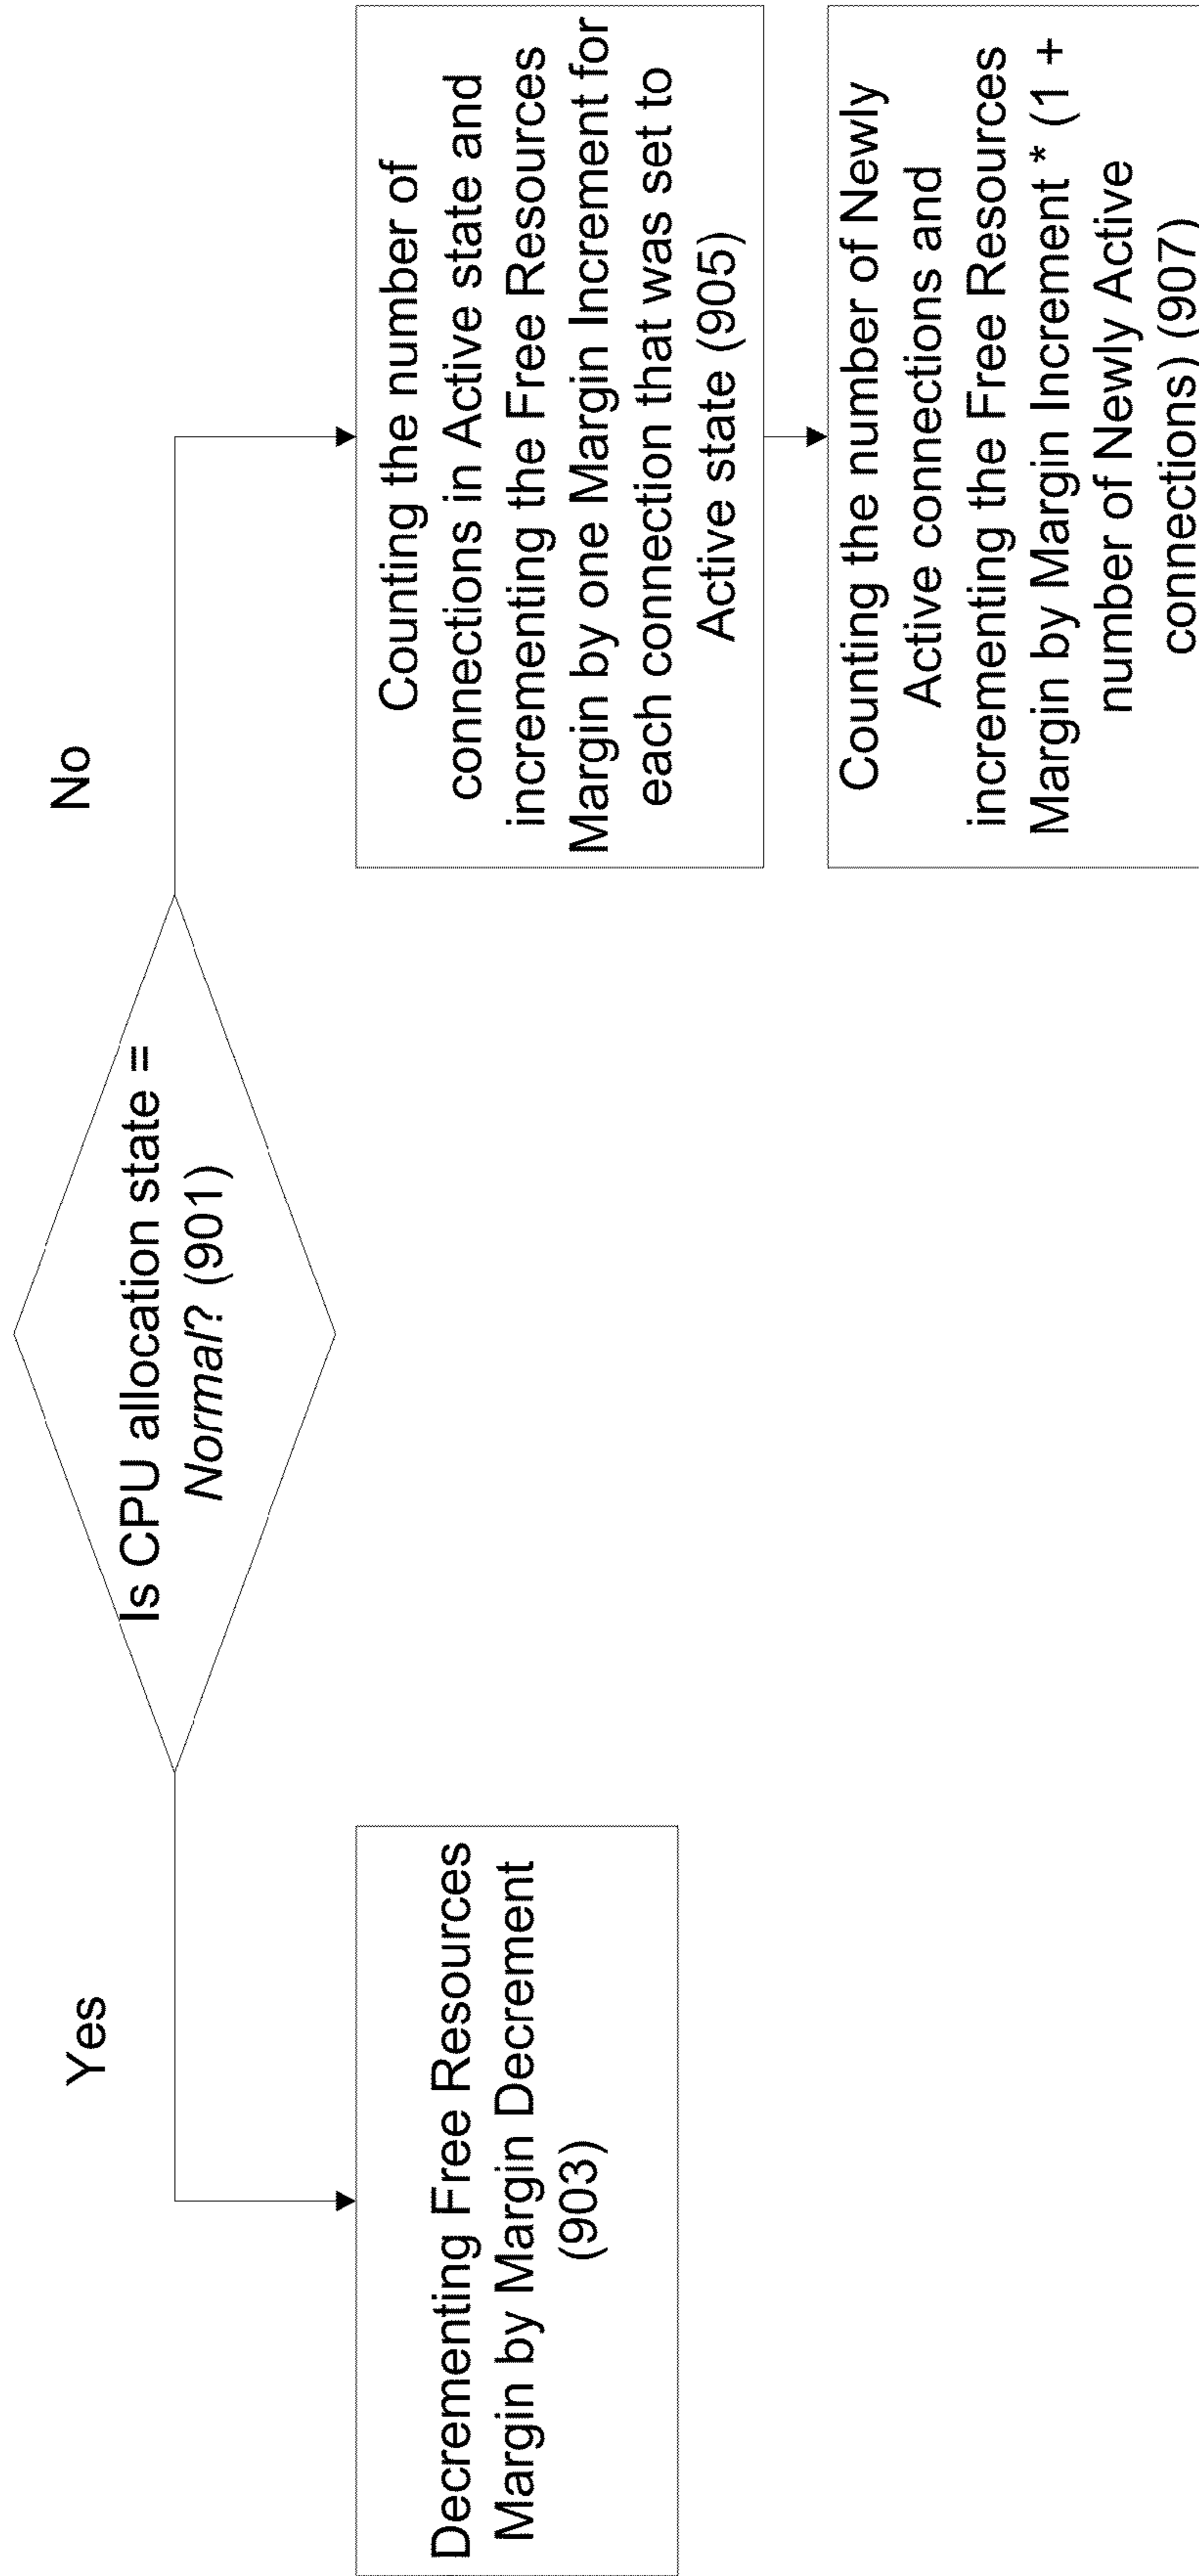 Is CPU allocation state =
Normal? (901)
Yes
No
Decrementing Free Resources
Margin by Margin Decrement
(903)
Counting the number of
connections in Active state and
incrementing the Free Resources
Margin by one Margin Increment for
each connection that was set to
Active state (905)
Counting the number of Newly
Active connections and
incrementing the Free Resources
Margin by Margin Increment * (1 +
number of Newly Active
connections) (907)